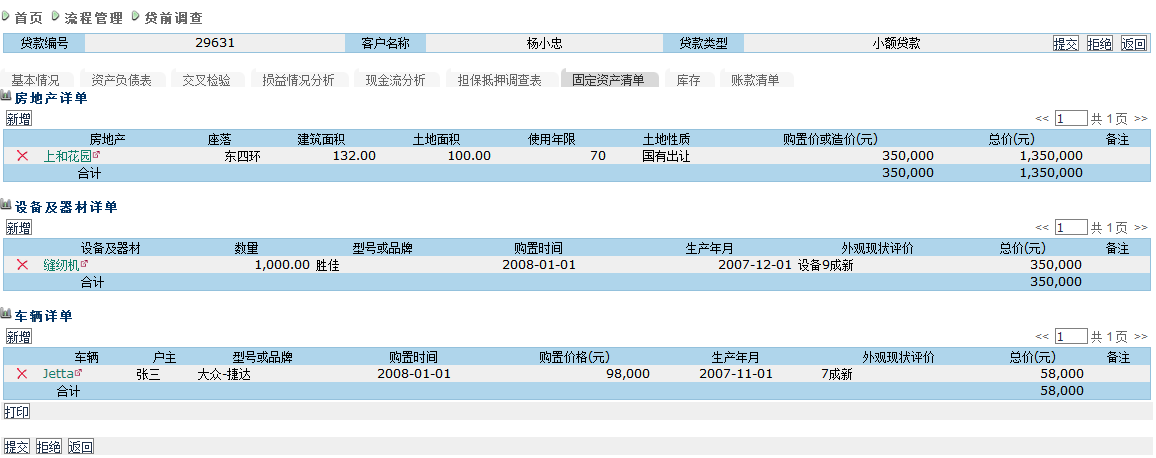 首页 流程管理 贷前调查
贷款编号 29631 客户名称 杨小忠 贷款类型 小额贷款 提交 拒绝 返回
基本情况 资产负债表 交叉检验 损益情况分析 现金流分析 担保抵押调查表 固定资产清单 库存 账款清单
房地产详单
新增 << 1 共 1 页 >>
房地产 座落 建筑面积 土地面积 使用年限 土地性质 购置价或造价(元) 总价(元) 备注
上和花园 东四环 132.00 100.00 70 国有出让 350,000 1,350,000
合计 350,000 1,350,000
设备及器材详单
新增 << 1 共 1 页 >>
设备及器材 数量 型号或品牌 购置时间 生产年月 外观现状评价 总价(元) 备注
缝纫机 1,000.00 胜佳 2008-01-01 2007-12-01 设备9成新 350,000
合计 350,000
车辆详单
新增 << 1 共 1 页 >>
车辆 户主 型号或品牌 购置时间 购置价格(元) 生产年月 外观现状评价 总价(元) 备注
Jetta 张三 大众-捷达 2008-01-01 98,000 2007-11-01 7成新 58,000
合计 58,000
打印
提交 拒绝 返回